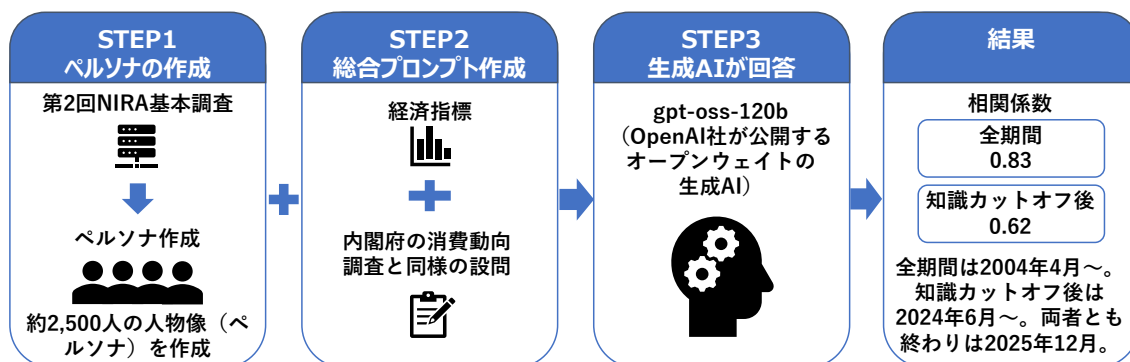 STEP1
ペルソナの作成
第2回NIRA基本調査
ペルソナ作成
約2,500人の人物像（ペ
ルソナ）を作成
STEP2
総合プロンプト作成
経済指標
内閣府の消費動向
調査と同様の設問
STEP3
生成AIが回答
gpt-oss-120b
（OpenAI社が公開する
オープンウェイトの
生成AI）
結果
相関係数
全期間
0.83
知識カットオフ後
0.62
全期間は2004年4月～。
知識カットオフ後は
2024年6月～。両者とも
終わりは2025年12月。